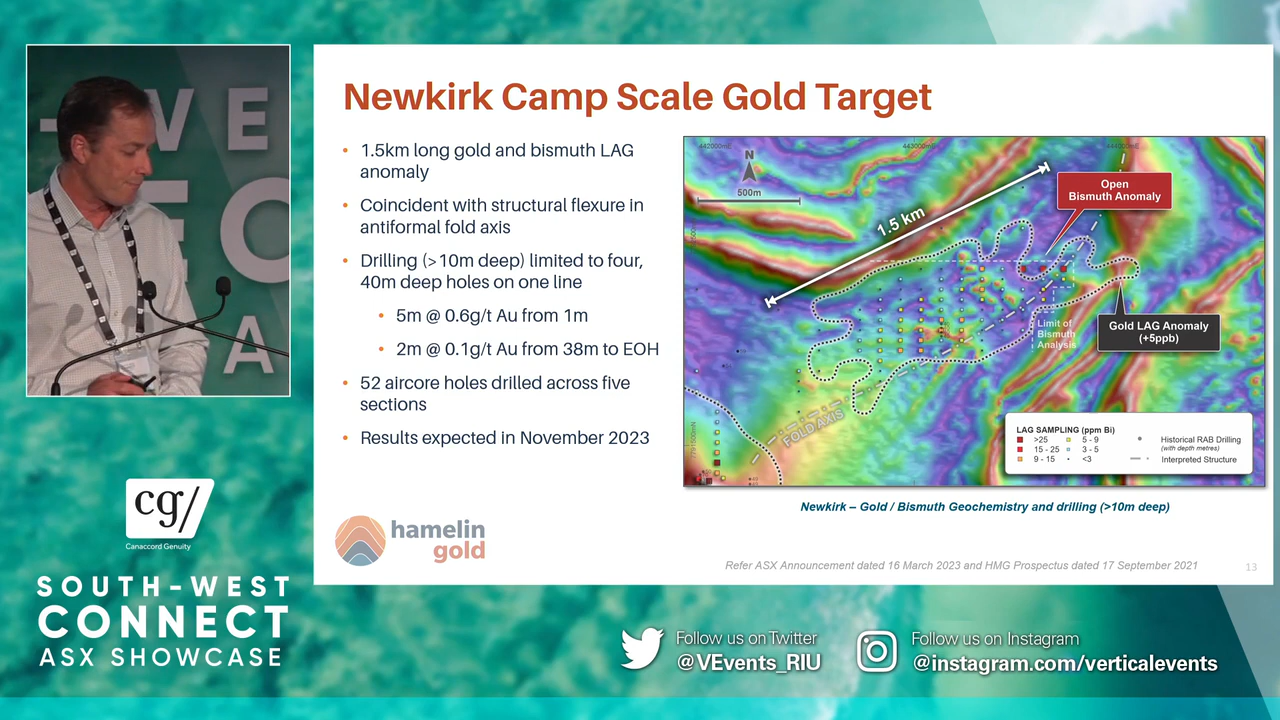 VE
EO
A
Newkirk Camp Scale Gold Target
• 1.5km long gold and bismuth LAG
anomaly
• Coincident with structural flexure in
antiformal fold axis
• Drilling (>10m deep) limited to four,
40m deep holes on one line
• 5m @ 0.6g/t Au from 1m
• 2m @ 0.1g/t Au from 38m to EOH
• 52 aircore holes drilled across five
sections
• Results expected in November 2023
442000mE
443000mE
444000mE
N
500m
1.5 km
Open
Bismuth Anomaly
Limit of
Bismuth
Analysis
Gold LAG Anomaly
(+5ppb)
FOLD AXIS
LAG SAMPLING (ppm Bi)
>25
5 - 9
15 - 25
3 - 5
9 - 15
<3
Historical RAB Drilling
(with depth metres)
Interpreted Structure
Newkirk – Gold / Bismuth Geochemistry and drilling (>10m deep)
hamelin
gold
Refer ASX Announcement dated 16 March 2023 and HMG Prospectus dated 17 September 2021
13
cg/
Canaccord Genuity
SOUTH-WEST
CONNECT
ASX SHOWCASE
Follow us on Twitter
@VEvents_RIU
Follow us on Instagram
@instagram.com/verticalevents